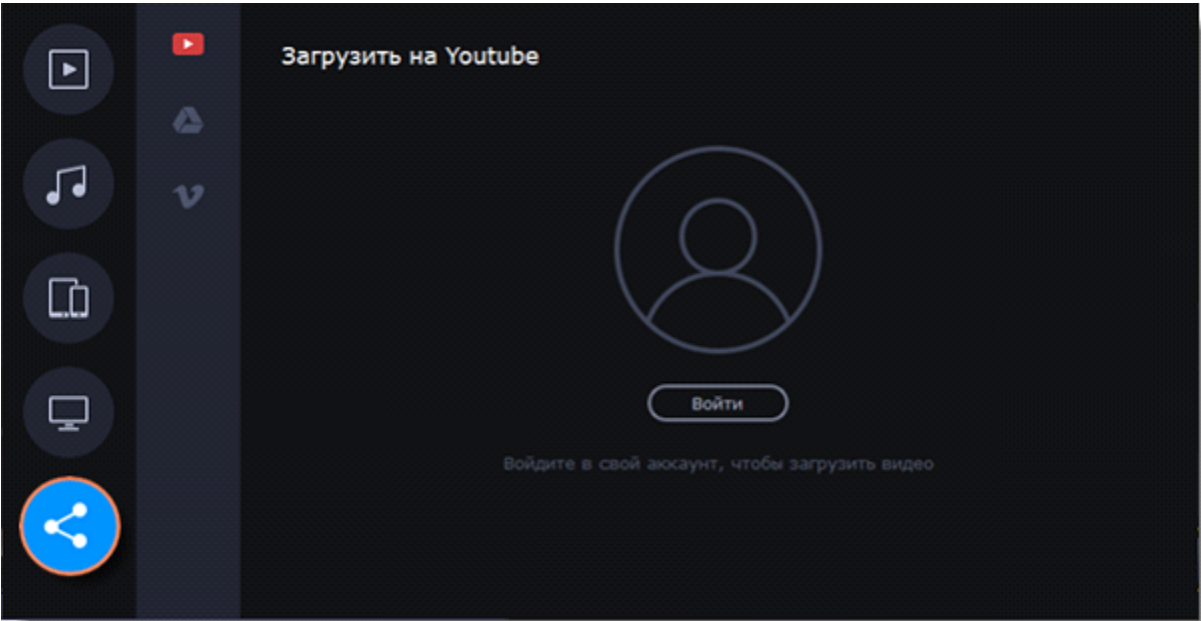 Загрузить на Youtube
Войти
Войдите в свой аккаунт, чтобы загрузить видео